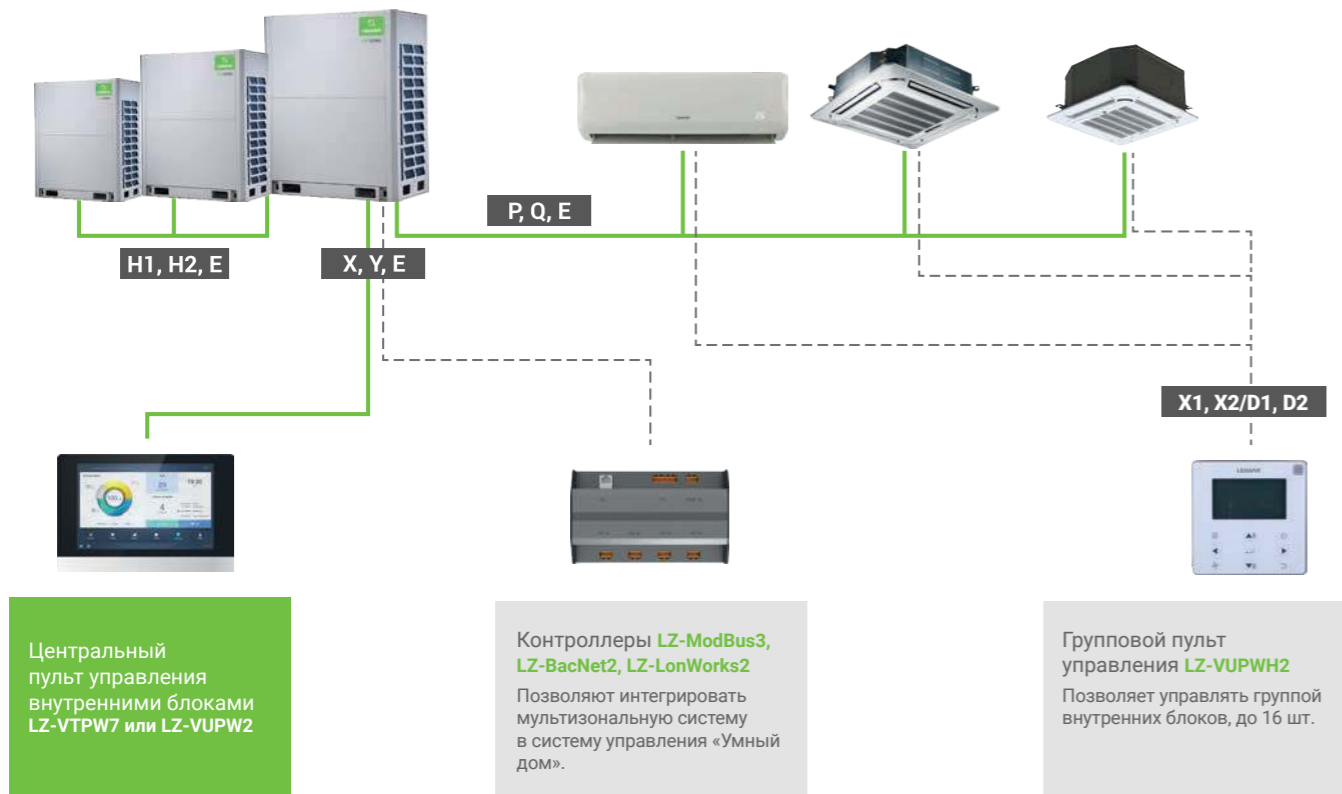 P, Q, E
H1, H2, E
X, Y, E
X1, X2/D1, D2
LESSAR
Центральный
пульт управления
внутренними блоками
LZ-VTPW7 или LZ-VUPW2
Контроллеры LZ-ModBus3,
LZ-BacNet2, LZ-LonWorks2
Позволяют интегрировать
мультизональную систему
в систему управления «Умный
дом».
Групповой пульт
управления LZ-VUPWH2
Позволяет управлять группой
внутренних блоков, до 16 шт.